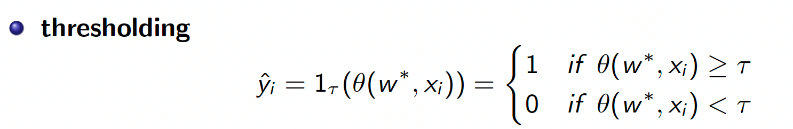 thresholding
ŷᵢ = 1_τ(θ(w*, xᵢ)) = { 1 if θ(w*, xᵢ) ≥ τ
0 if θ(w*, xᵢ) < τ